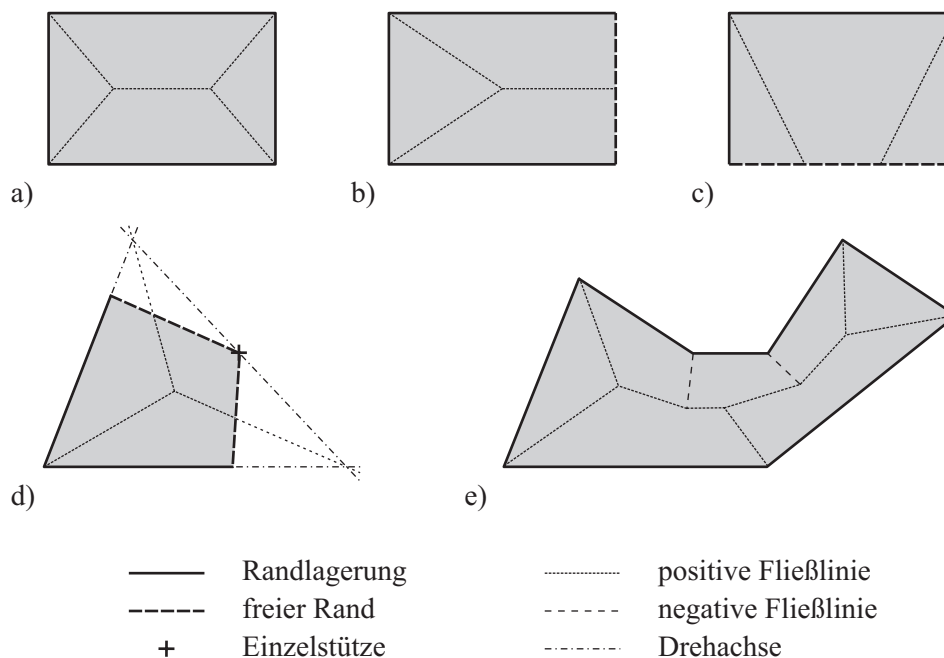 a)
b)
c)
d)
e)
Randlagerung
positive Fließlinie
freier Rand
negative Fließlinie
Einzelstütze
Drehachse